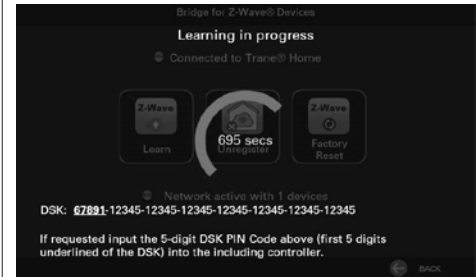 Bridge for Z-Wave® Devices
Learning in progress
Connected to Trane® Home
Z-Wave
Z-Wave
695 secs
Learn
Unregister
Factory
Reset
Network active with 1 devices
DSK: 67891-12345-12345-12345-12345-12345-12345-12345
If requested input the 5-digit DSK PIN Code above (first 5 digits
underlined of the DSK) into the including controller.
BACK